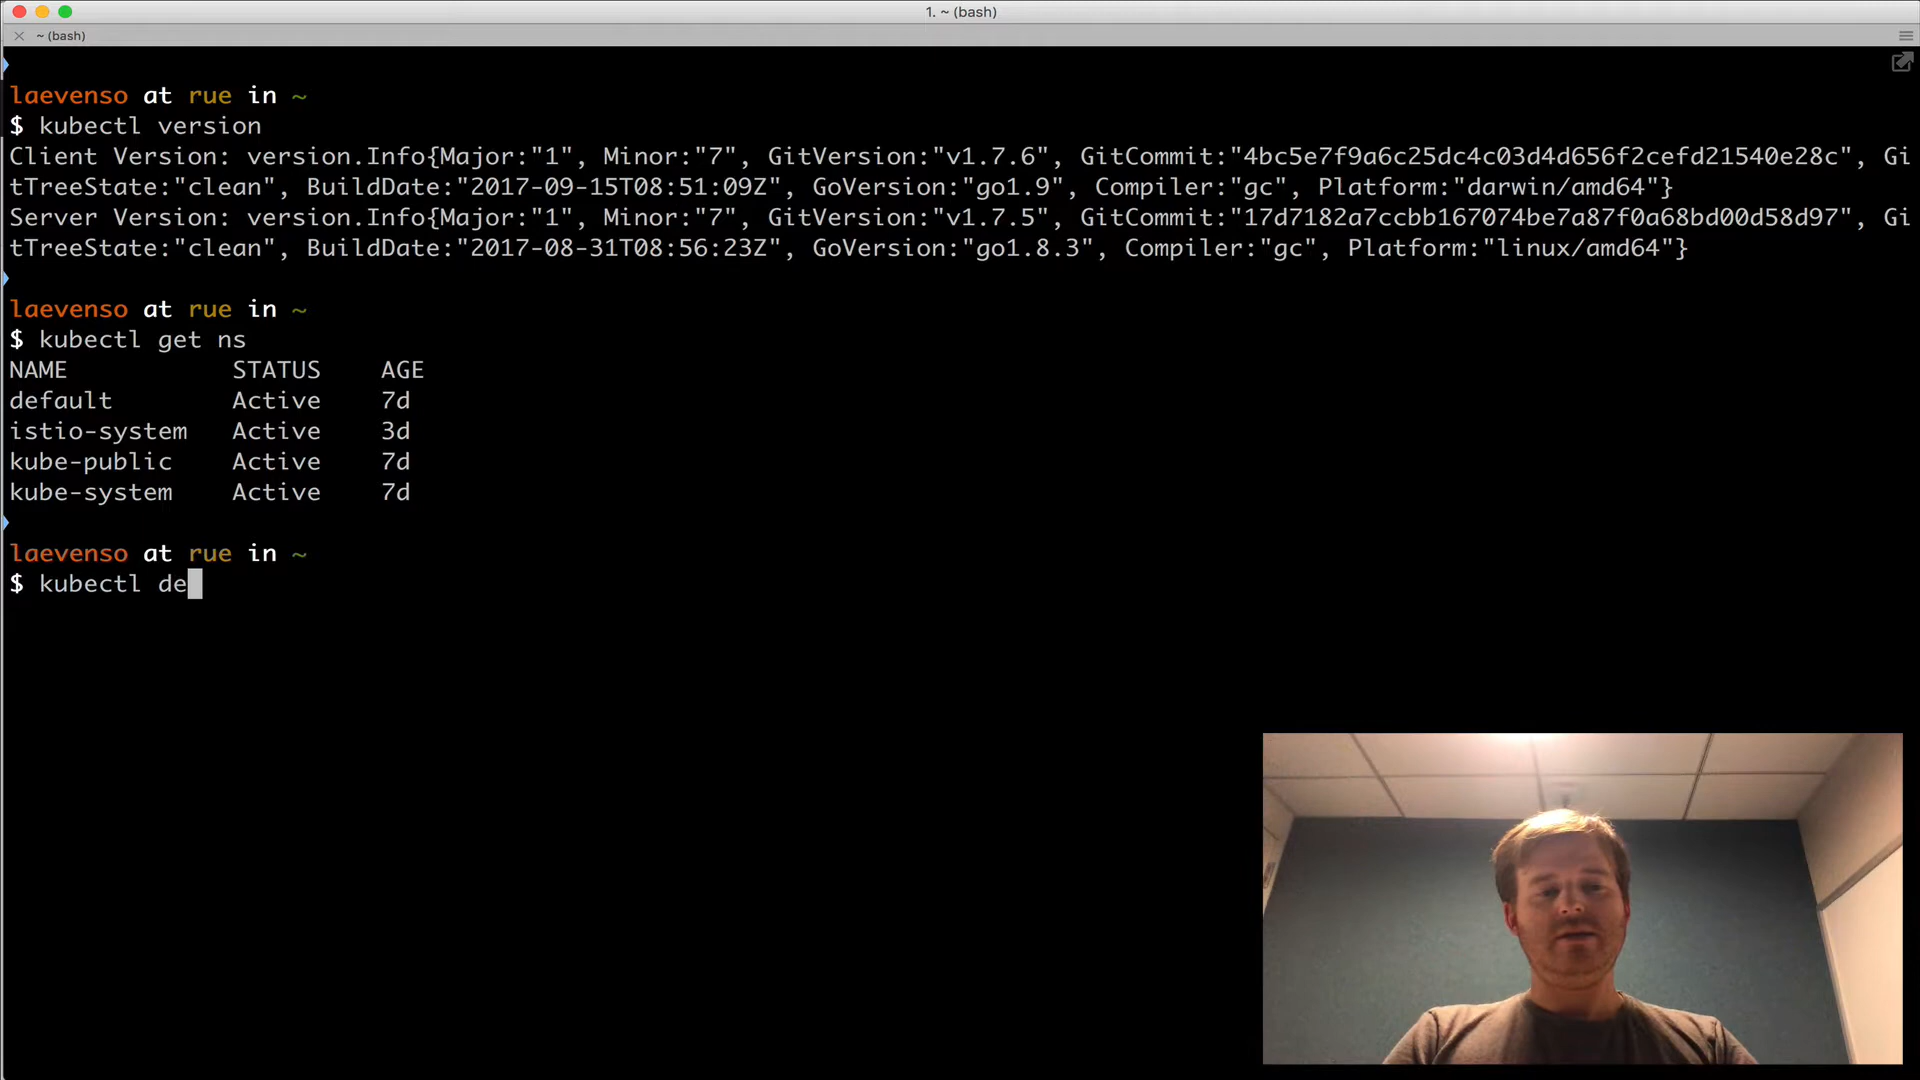 1. ~ (bash)
~ (bash)
laevenso at rue in ~
$ kubectl version
Client Version: version.Info{Major:"1", Minor:"7", GitVersion:"v1.7.6", GitCommit:"4bc5e7f9a6c25dc4c03d4d656f2cefd21540e28c", Gi
tTreeState:"clean", BuildDate:"2017-09-15T08:51:09Z", GoVersion:"go1.9", Compiler:"gc", Platform:"darwin/amd64"}
Server Version: version.Info{Major:"1", Minor:"7", GitVersion:"v1.7.5", GitCommit:"17d7182a7ccbb167074be7a87f0a68bd00d58d97", Gi
tTreeState:"clean", BuildDate:"2017-08-31T08:56:23Z", GoVersion:"go1.8.3", Compiler:"gc", Platform:"linux/amd64"}
laevenso at rue in ~
$ kubectl get ns
NAME STATUS AGE
default Active 7d
istio-system Active 3d
kube-public Active 7d
kube-system Active 7d
laevenso at rue in ~
$ kubectl de